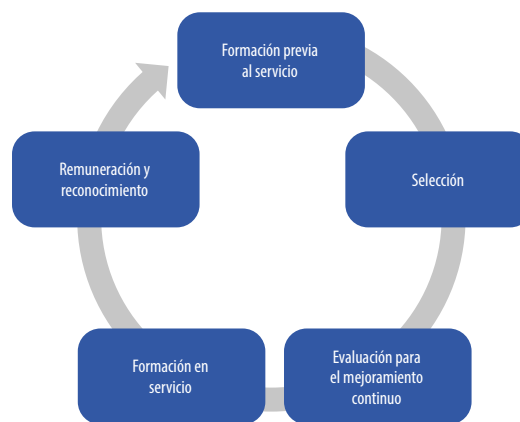 Formación previa
al servicio
Selección
Evaluación para
el mejoramiento
continuo
Formación en
servicio
Remuneración y
reconocimiento